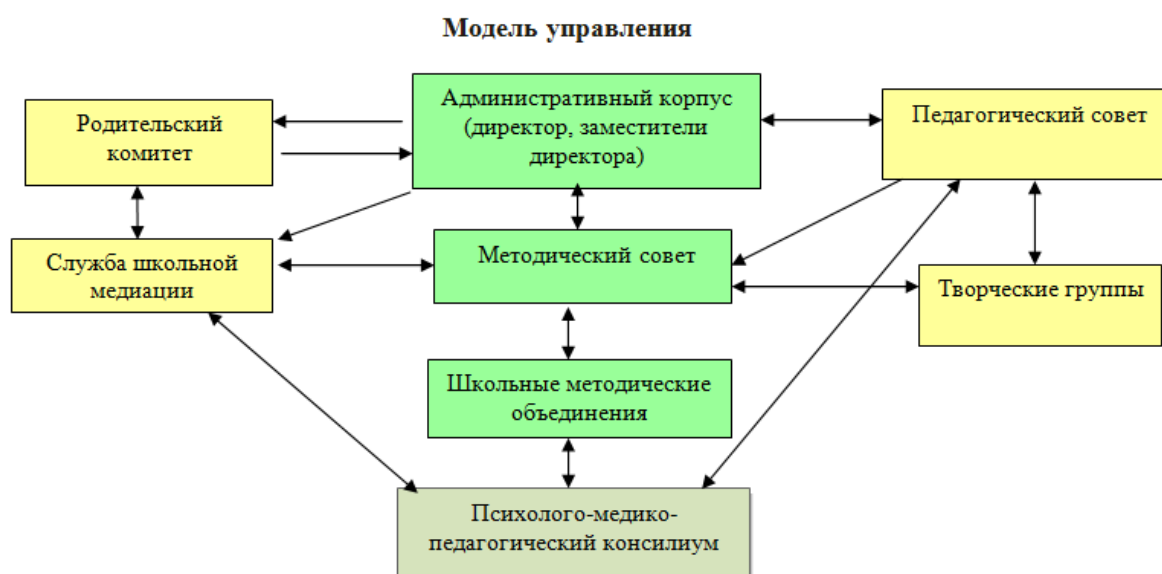 Модель управления
Родительский
комитет
Административный корпус
(директор, заместители
директора)
Педагогический совет
Служба школьной
медиации
Методический совет
Творческие группы
Школьные методические
объединения
Психолого-медико-
педагогический консилиум